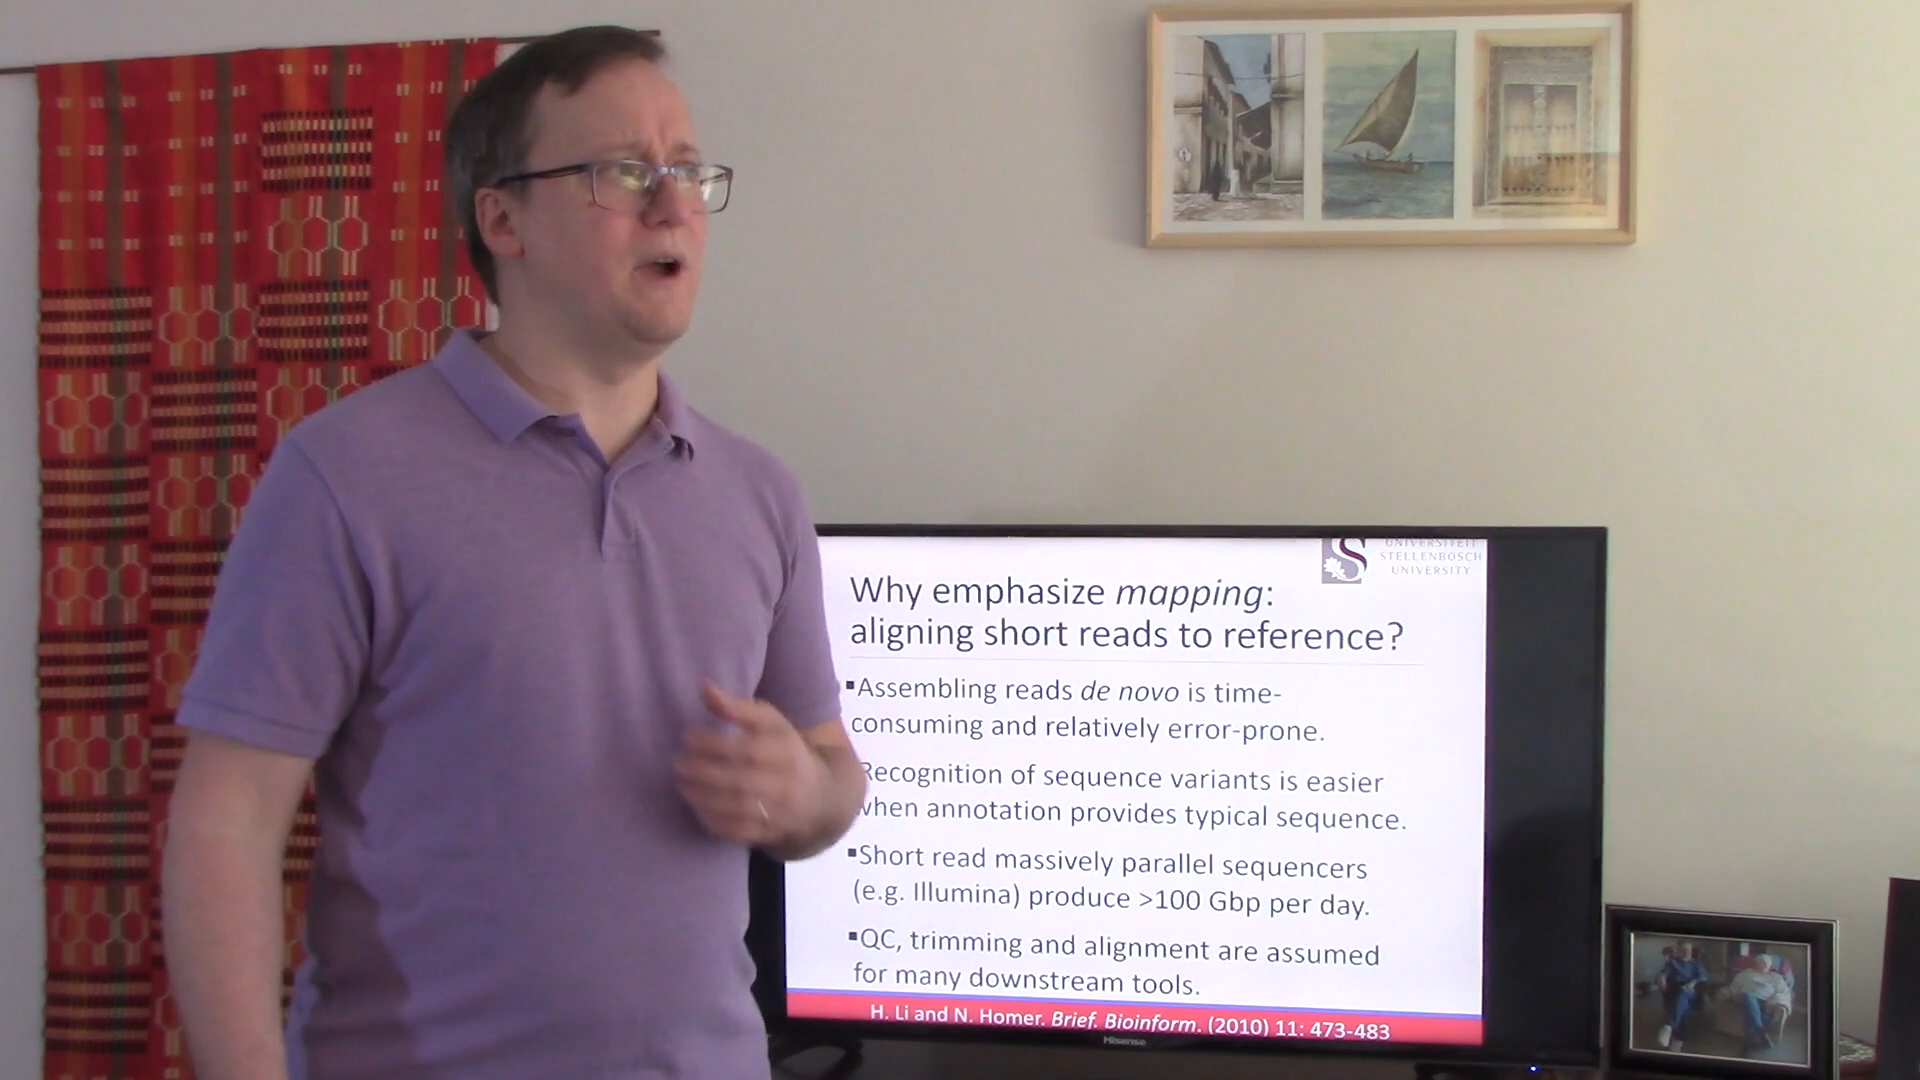 UNIVERSITEIT
STELLENBOSCH
UNIVERSITY
Why emphasize mapping:
aligning short reads to reference?
▪Assembling reads de novo is time-
consuming and relatively error-prone.
Recognition of sequence variants is easier
when annotation provides typical sequence.
▪Short read massively parallel sequencers
(e.g. Illumina) produce >100 Gbp per day.
▪QC, trimming and alignment are assumed
for many downstream tools.
H. Li and N. Homer. Brief. Bioinform. (2010) 11: 473-483
Hisense